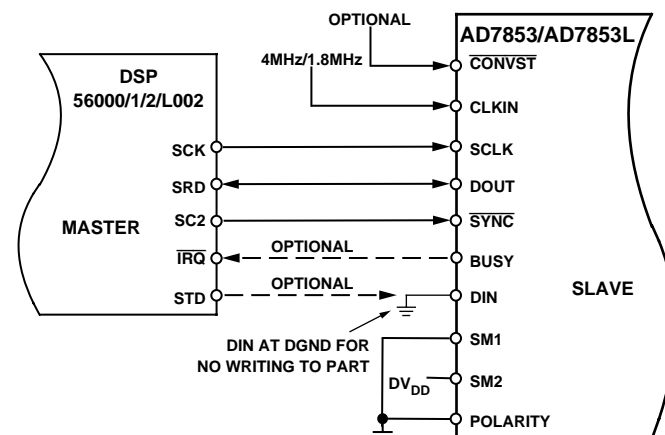 OPTIONAL
4MHz/1.8MHz
DSP
56000/1/2/L002
MASTER
SCK
SRD
SC2
IRQ
STD
OPTIONAL
OPTIONAL
DIN AT DGND FOR
NO WRITING TO PART
AD7853/AD7853L
CONVST
CLKIN
SCLK
DOUT
SYNC
BUSY
DIN
SLAVE
SM1
DVDD
SM2
POLARITY